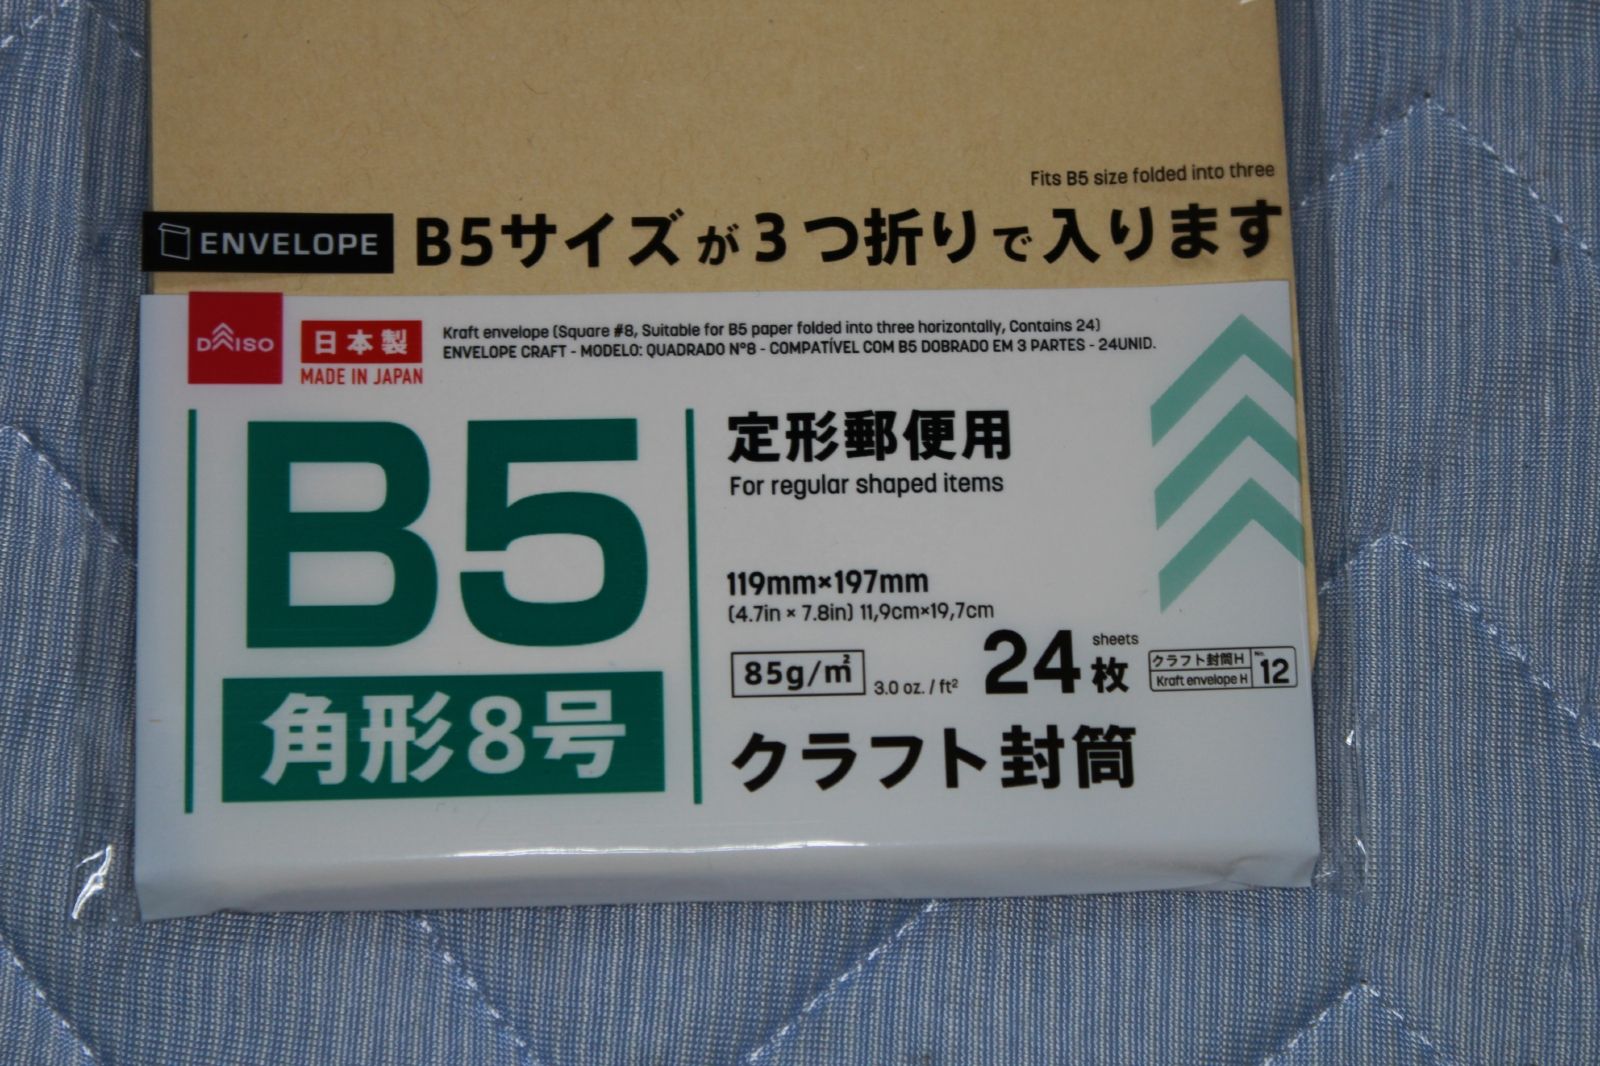 Fits B5 size folded into three
ENVELOPE B5サイズが3つ折りで入ります
DAISO
日本製
MADE IN JAPAN
Kraft envelope (Square #8, Suitable for B5 paper folded into three horizontally, Contains 24)
ENVELOPE CRAFT - MODELO: QUADRADO Nº8 - COMPATÍVEL COM B5 DOBRADO EM 3 PARTES - 24UNID.
B5
角形8号
定形郵便用
For regular shaped items
119mm×197mm
(4.7in × 7.8in) 11,9cm×19,7cm
85g/㎡ 3.0 oz. / ft² 24枚 sheets
クラフト封筒H
Kraft envelope H
No. 12
クラフト封筒